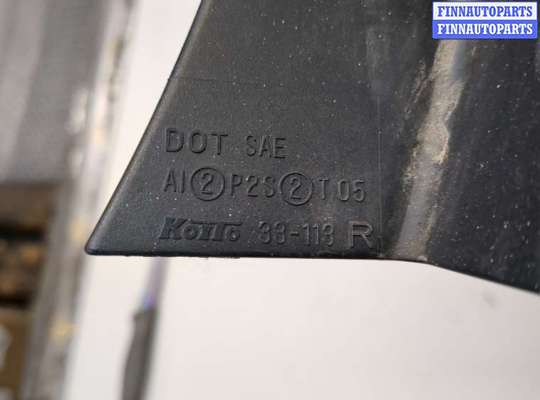 FINNAUTOPARTS
FINNAUTOPARTS
DOT SAE
AI②P2S②T05
KOITO 33-113 R